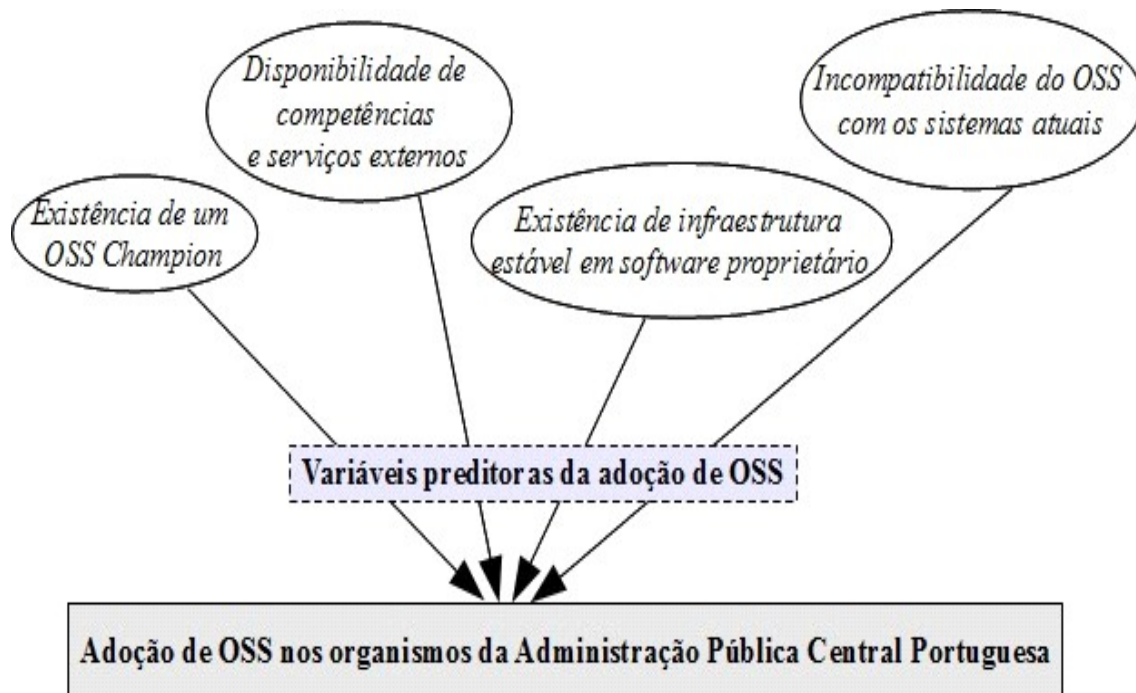 Disponibilidade de
competências
e serviços externos
Incompatibilidade do OSS
com os sistemas atuais
Existência de um
OSS Champion
Existência de infraestrutura
estável em software proprietário
Variáveis preditoras da adoção de OSS
Adoção de OSS nos organismos da Administração Pública Central Portuguesa